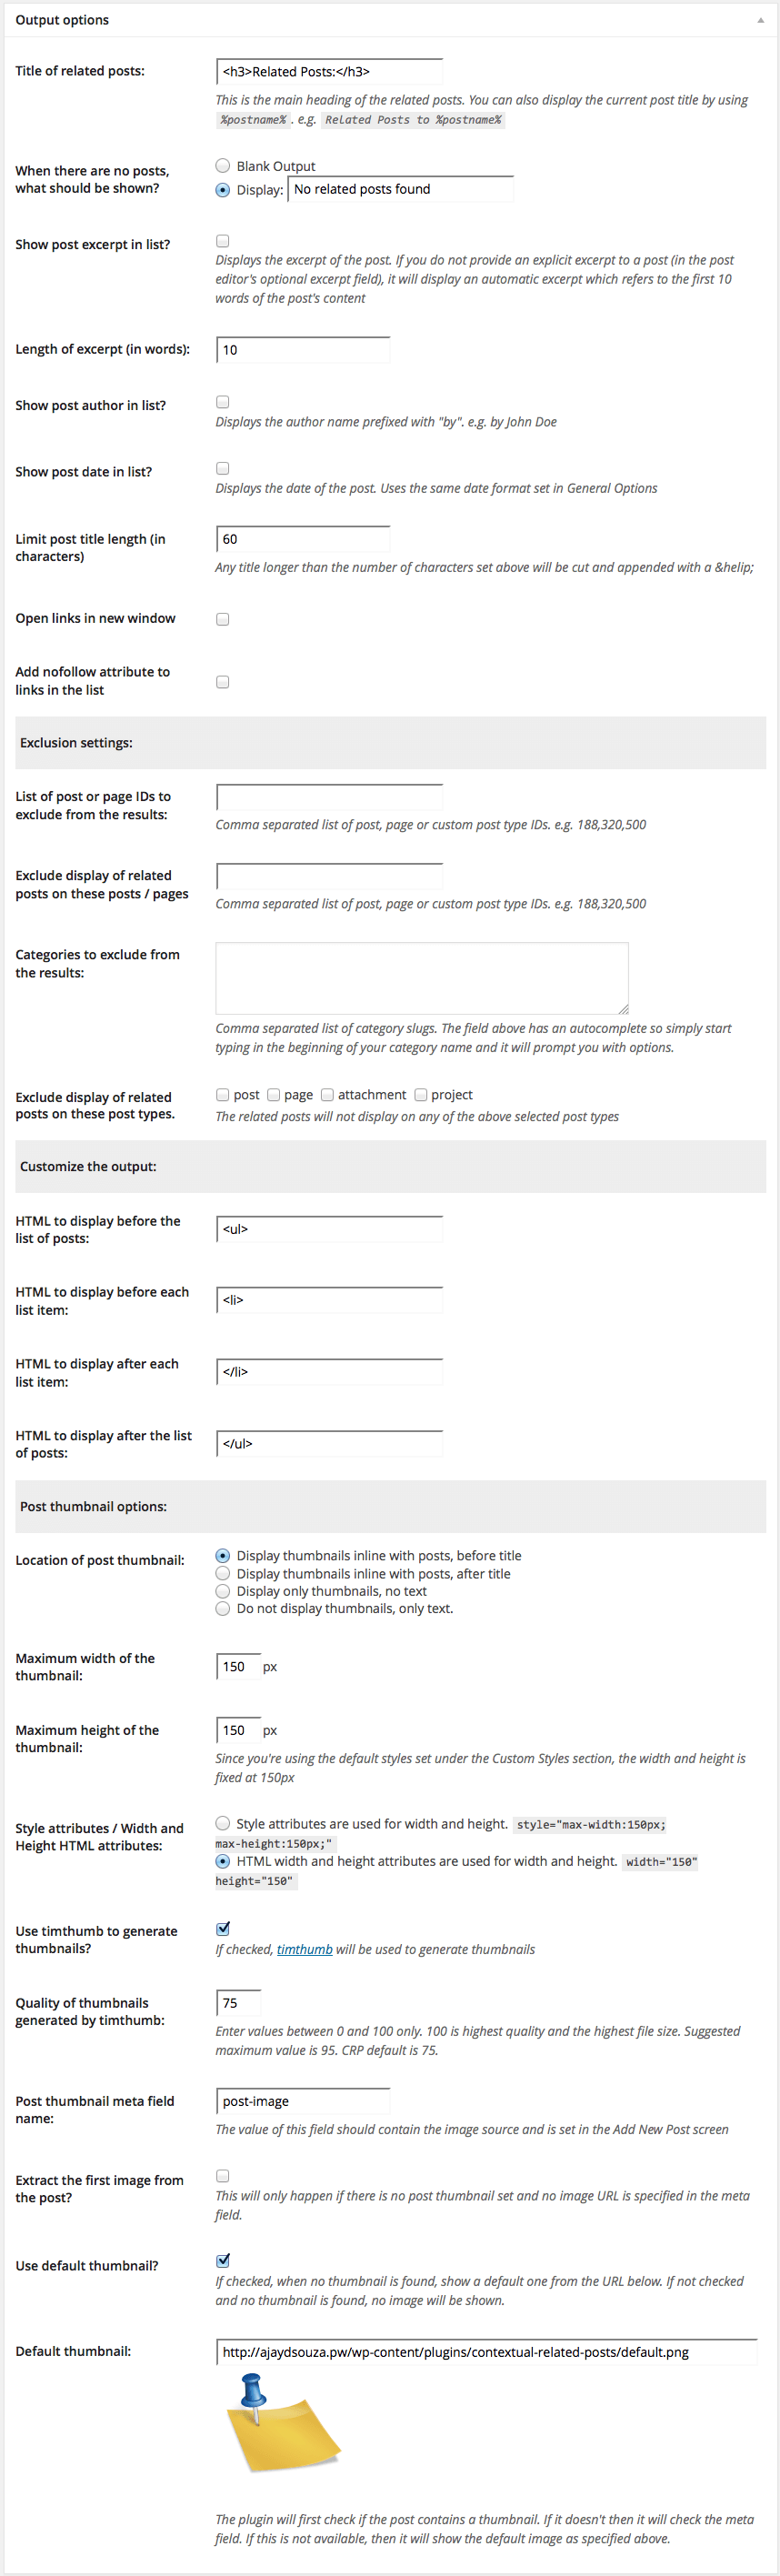 Output options
Title of related posts:
<h3>Related Posts:</h3>
This is the main heading of the related posts. You can also display the current post title by using
%postname% . e.g. Related Posts to %postname%
When there are no posts,
what should be shown?
Blank Output
Display: No related posts found
Show post excerpt in list?
Displays the excerpt of the post. If you do not provide an explicit excerpt to a post (in the post
editor's optional excerpt field), it will display an automatic excerpt which refers to the first 10
words of the post's content
Length of excerpt (in words):
10
Show post author in list?
Displays the author name prefixed with "by". e.g. by John Doe
Show post date in list?
Displays the date of the post. Uses the same date format set in General Options
Limit post title length (in
characters)
60
Any title longer than the number of characters set above will be cut and appended with a &helip;
Open links in new window
Add nofollow attribute to
links in the list
Exclusion settings:
List of post or page IDs to
exclude from the results:
Comma separated list of post, page or custom post type IDs. e.g. 188,320,500
Exclude display of related
posts on these posts / pages
Comma separated list of post, page or custom post type IDs. e.g. 188,320,500
Categories to exclude from
the results:
Comma separated list of category slugs. The field above has an autocomplete so simply start
typing in the beginning of your category name and it will prompt you with options.
Exclude display of related
posts on these post types.
post page attachment project
The related posts will not display on any of the above selected post types
Customize the output:
HTML to display before the
list of posts:
<ul>
HTML to display before each
list item:
<li>
HTML to display after each
list item:
</li>
HTML to display after the list
of posts:
</ul>
Post thumbnail options:
Location of post thumbnail:
Display thumbnails inline with posts, before title
Display thumbnails inline with posts, after title
Display only thumbnails, no text
Do not display thumbnails, only text.
Maximum width of the
thumbnail:
150 px
Maximum height of the
thumbnail:
150 px
Since you're using the default styles set under the Custom Styles section, the width and height is
fixed at 150px
Style attributes / Width and
Height HTML attributes:
Style attributes are used for width and height. style="max-width:150px;
max-height:150px;"
HTML width and height attributes are used for width and height. width="150"
height="150"
Use timthumb to generate
thumbnails?
If checked, timthumb will be used to generate thumbnails
Quality of thumbnails
generated by timthumb:
75
Enter values between 0 and 100 only. 100 is highest quality and the highest file size. Suggested
maximum value is 95. CRP default is 75.
Post thumbnail meta field
name:
post-image
The value of this field should contain the image source and is set in the Add New Post screen
Extract the first image from
the post?
This will only happen if there is no post thumbnail set and no image URL is specified in the meta
field.
Use default thumbnail?
If checked, when no thumbnail is found, show a default one from the URL below. If not checked
and no thumbnail is found, no image will be shown.
Default thumbnail:
http://ajaydsouza.pw/wp-content/plugins/contextual-related-posts/default.png
The plugin will first check if the post contains a thumbnail. If it doesn't then it will check the meta
field. If this is not available, then it will show the default image as specified above.